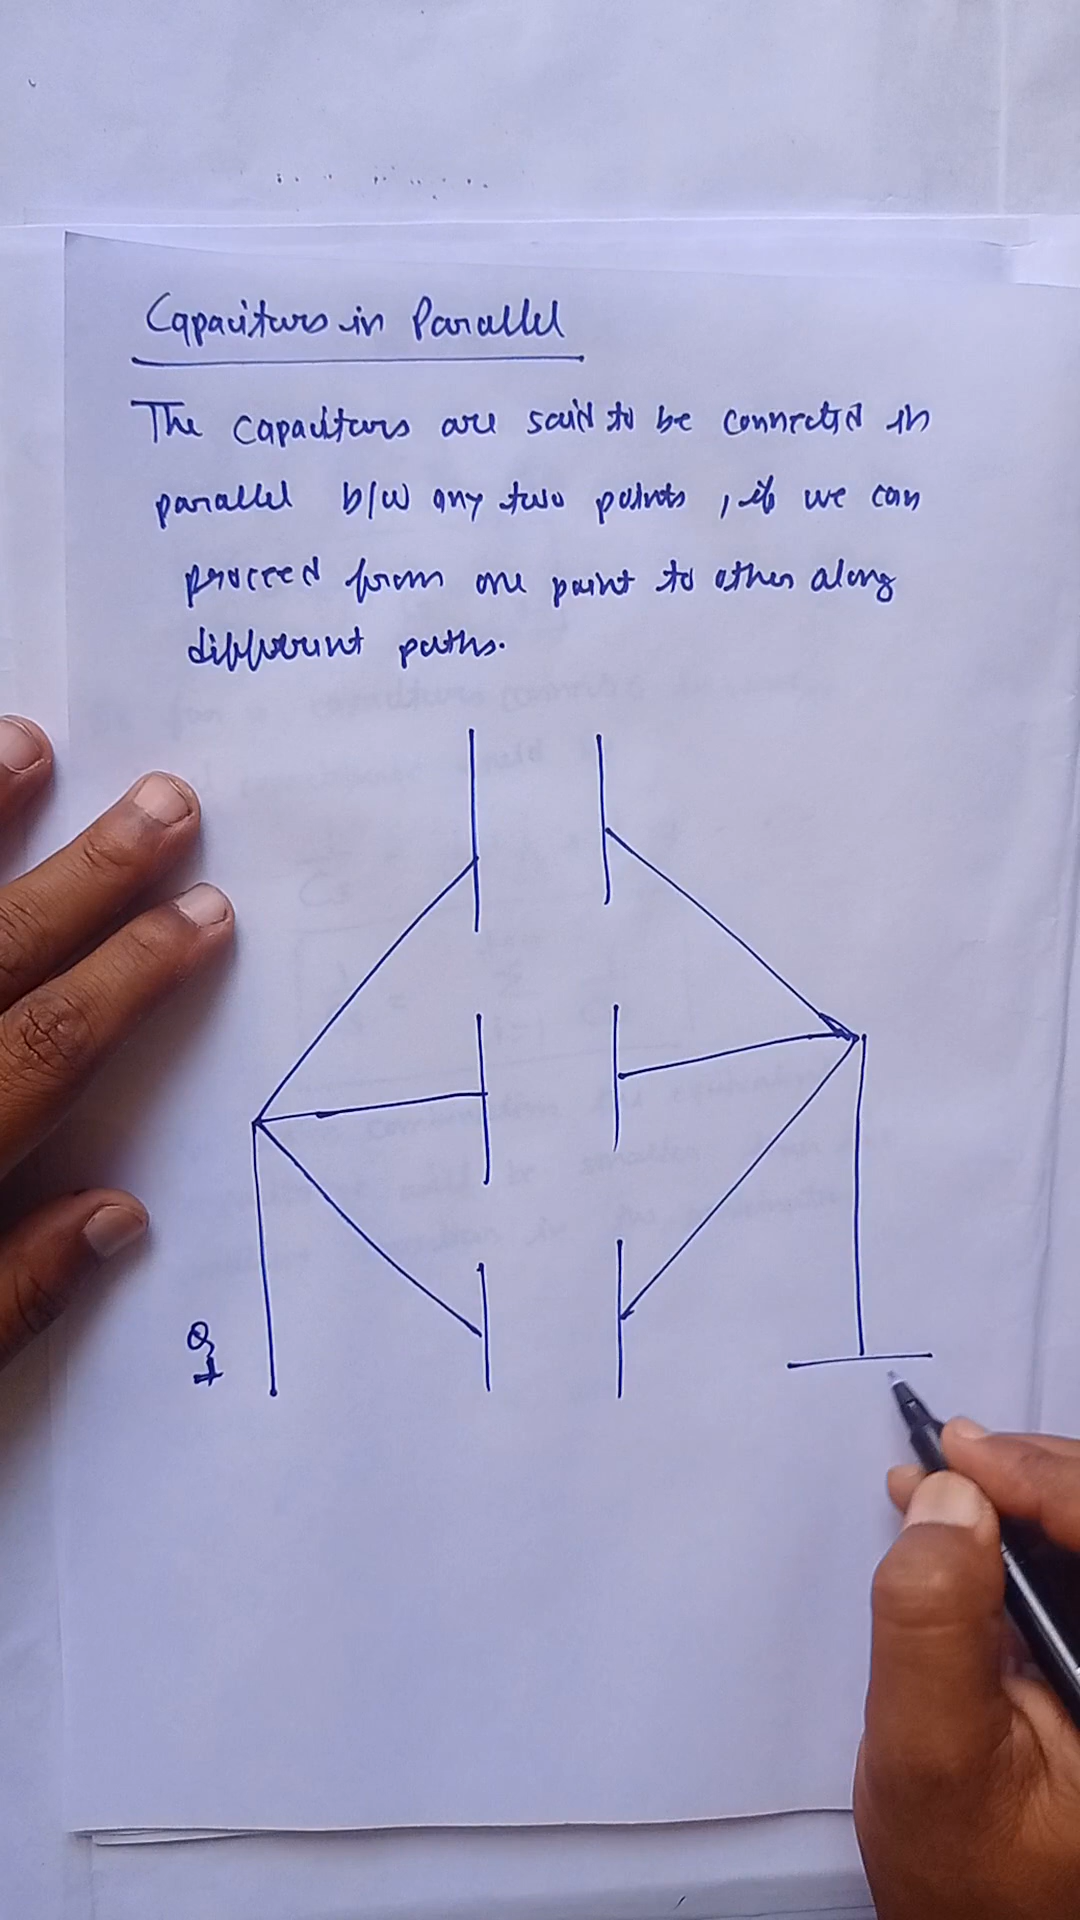 Capacitors in Parallel
The capacitors are said to be connected in
parallel b/w any two points, if we can
proceed from one point to other along
different paths.
Q
+